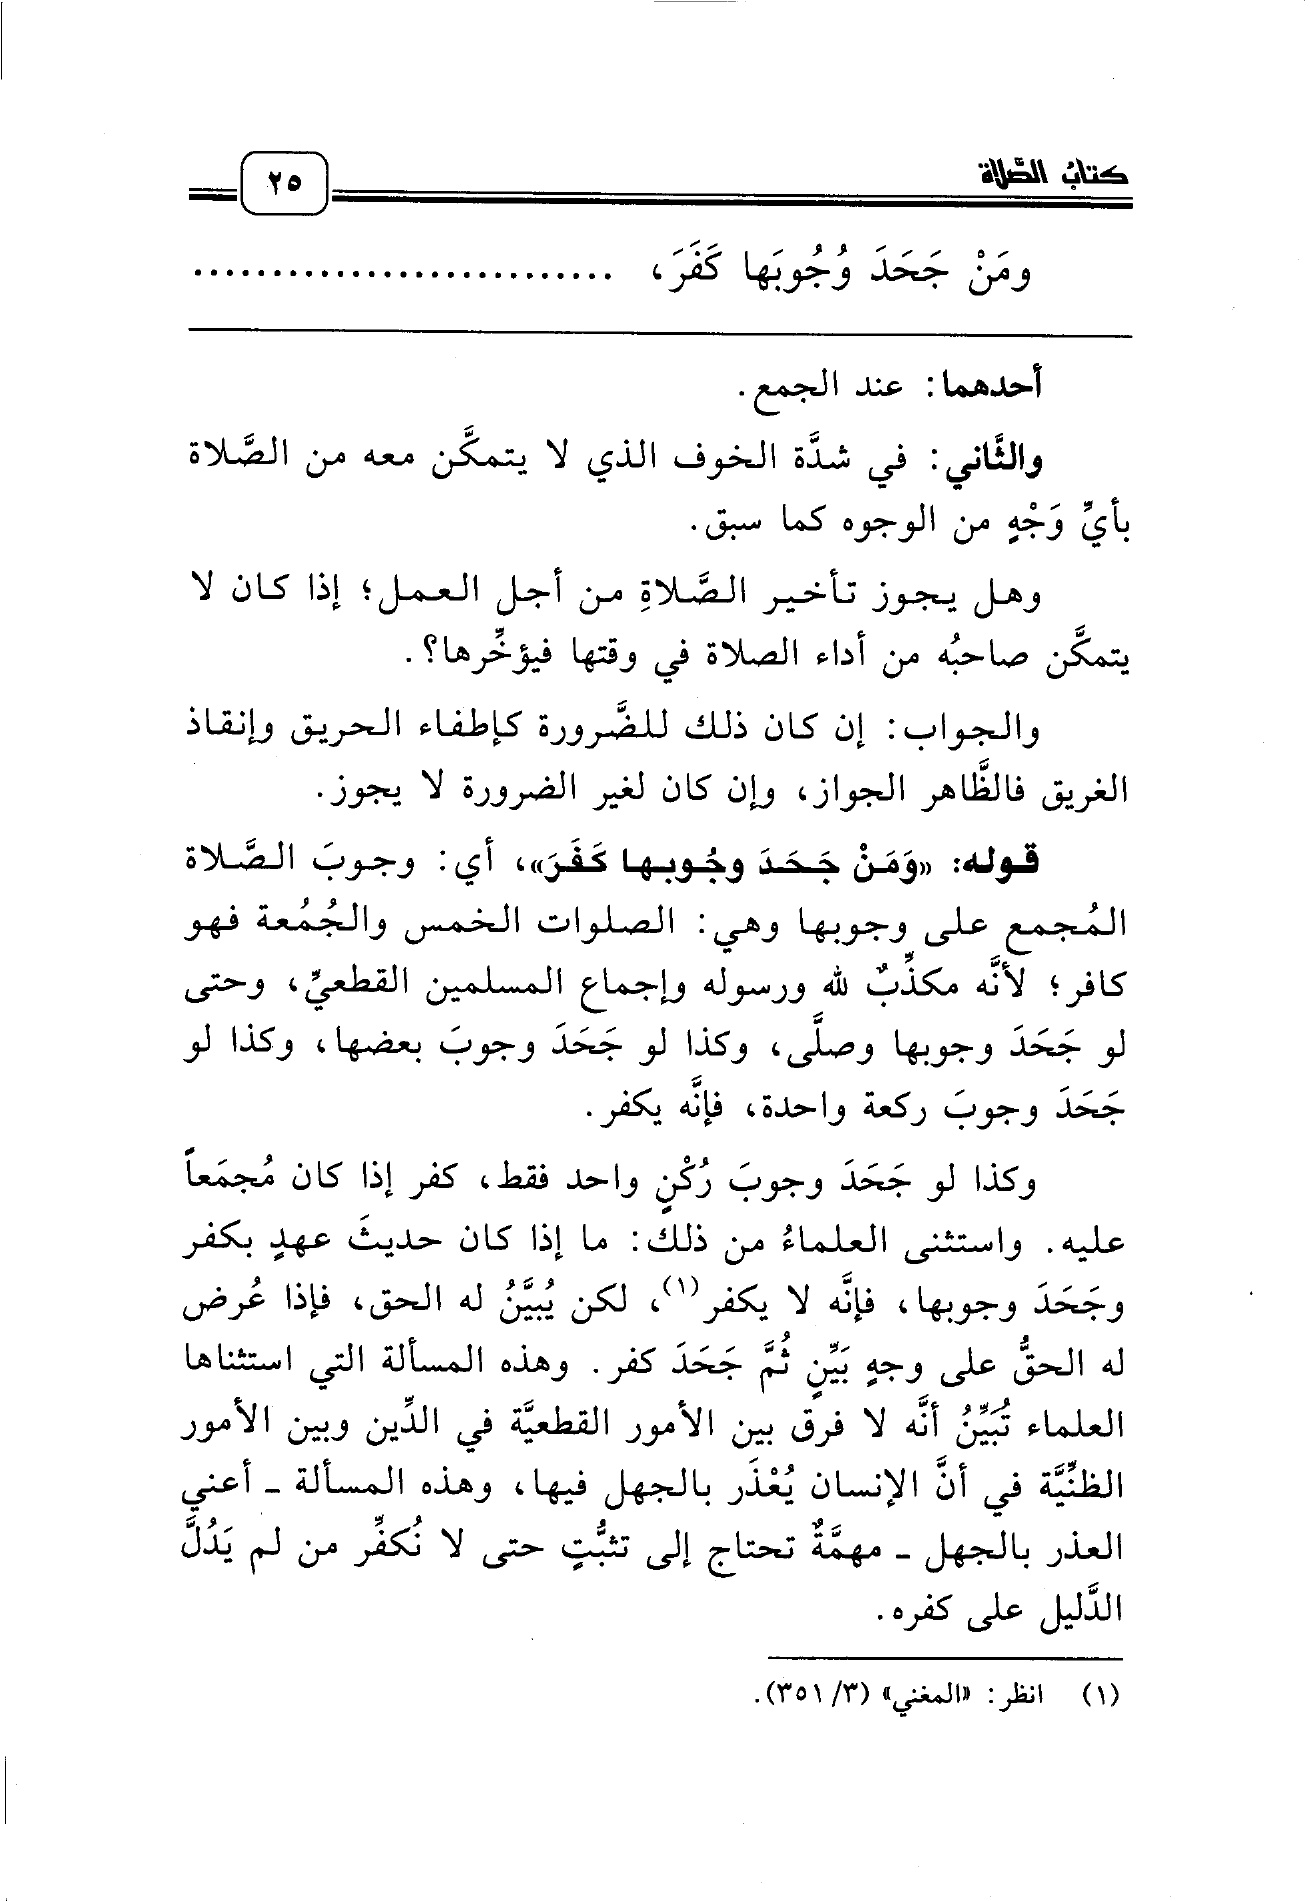 كتابُ الصَّلاة
٢٥
ومَنْ جَحَدَ وُجُوبَها كَفَرَ، ...........................
أحدهما: عند الجمع.
والثَّاني: في شدَّة الخوف الذي لا يتمكَّن معه من الصَّلاة
بأيِّ وَجْهٍ من الوجوه كما سبق.
وهل يجوز تأخير الصَّلاةِ من أجل العمل؛ إذا كان لا
يتمكَّن صاحبُه من أداء الصلاة في وقتها فيؤخِّرها؟.
والجواب: إن كان ذلك للضَّرورة كإطفاء الحريق وإنقاذ
الغريق فالظَّاهر الجواز، وإن كان لغير الضرورة لا يجوز.
قوله: «وَمَنْ جَحَدَ وجُوبها كَفَرَ»، أي: وجوبَ الصَّلاة
المُجمع على وجوبها وهي: الصلوات الخمس والجُمُعة فهو
كافر؛ لأنَّه مكذِّبٌ لله ورسوله وإجماع المسلمين القطعيِّ، وحتى
لو جَحَدَ وجوبها وصلَّى، وكذا لو جَحَدَ وجوبَ بعضها، وكذا لو
جَحَدَ وجوبَ ركعة واحدة، فإنَّه يكفر.
وكذا لو جَحَدَ وجوبَ رُكْنٍ واحد فقط، كفر إذا كان مُجمَعاً
عليه. واستثنى العلماءُ من ذلك: ما إذا كان حديثَ عهدٍ بكفر
وجَحَدَ وجوبها، فإنَّه لا يكفر(١)، لكن يُبيَّنُ له الحق، فإذا عُرض
له الحقُّ على وجهٍ بَيِّنٍ ثُمَّ جَحَدَ كفر. وهذه المسألة التي استثناها
العلماء تُبَيِّنُ أنَّه لا فرق بين الأمور القطعيَّة في الدِّين وبين الأمور
الظنِّيَّة في أنَّ الإنسان يُعْذَر بالجهل فيها، وهذه المسألة ـ أعني
العذر بالجهل ـ مهمَّةٌ تحتاج إلى تثبُّتٍ حتى لا نُكفِّر من لم يَدُلَّ
الدَّليل على كفره.
(١) انظر: «المغني» (٣/ ٣٥١).